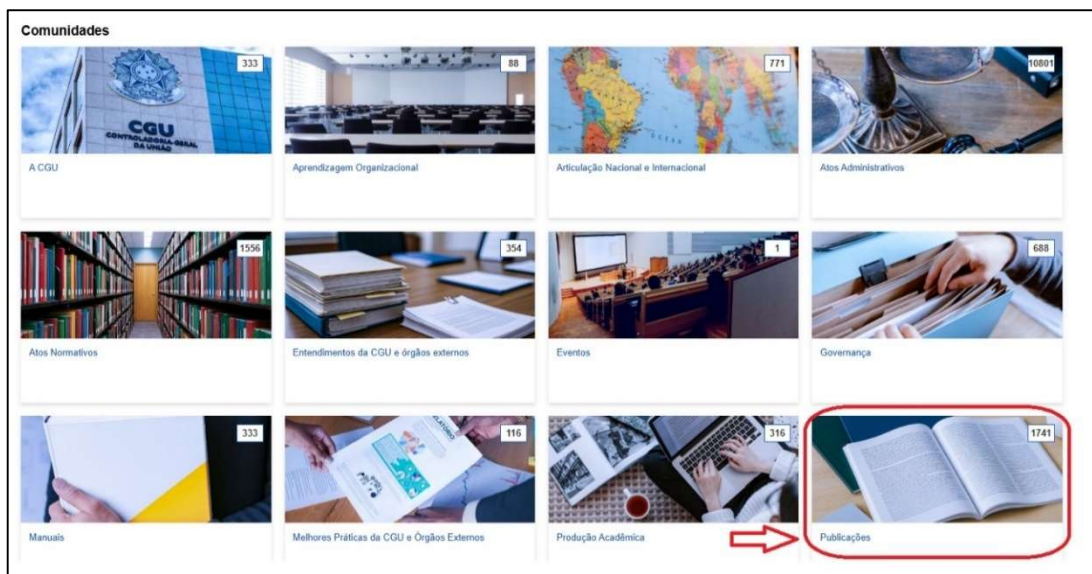 Comunidades
333
88
771
10801
CGU
CONTROLADORIA-GERAL
DA UNIÃO
OCEAN
A CGU
Aprendizagem Organizacional
Articulação Nacional e Internacional
Atos Administrativos
1556
354
1
688
Atos Normativos
Entendimentos da CGU e órgãos externos
Eventos
Governança
333
116
316
1741
RELATÓRIO
Manuais
Melhores Práticas da CGU e Órgãos Externos
Produção Acadêmica
Publicações